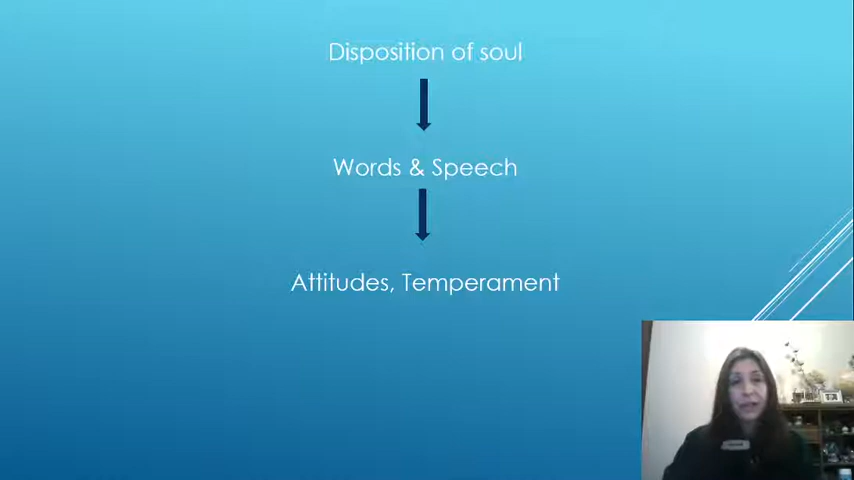 Disposition of soul
Words & Speech
Attitudes, Temperament